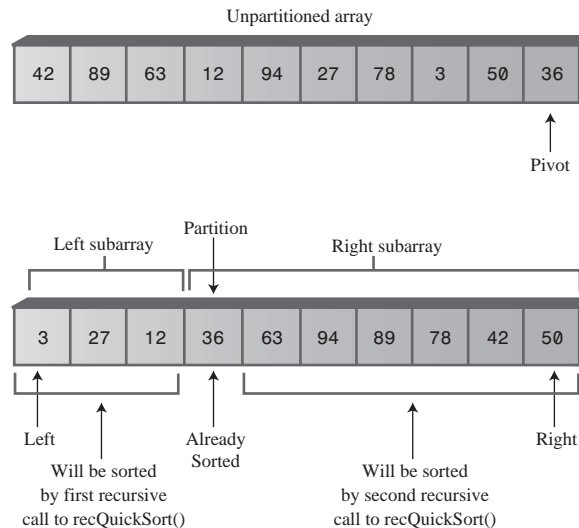 Unpartitioned array
42 89 63 12 94 27 78 3 50 36
Pivot
Partition
Left subarray Right subarray
3 27 12 36 63 94 89 78 42 50
Left Already Right
Sorted
Will be sorted
by first recursive
call to recQuickSort()
Will be sorted
by second recursive
call to recQuickSort()